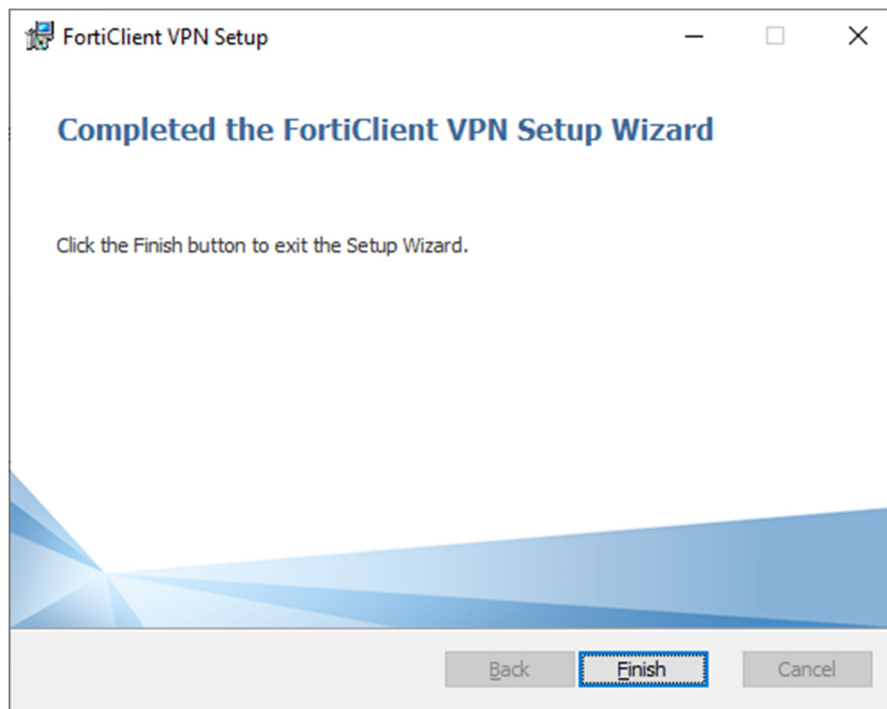 FortiClient VPN Setup
Completed the FortiClient VPN Setup Wizard
Click the Finish button to exit the Setup Wizard.
Back Finish Cancel